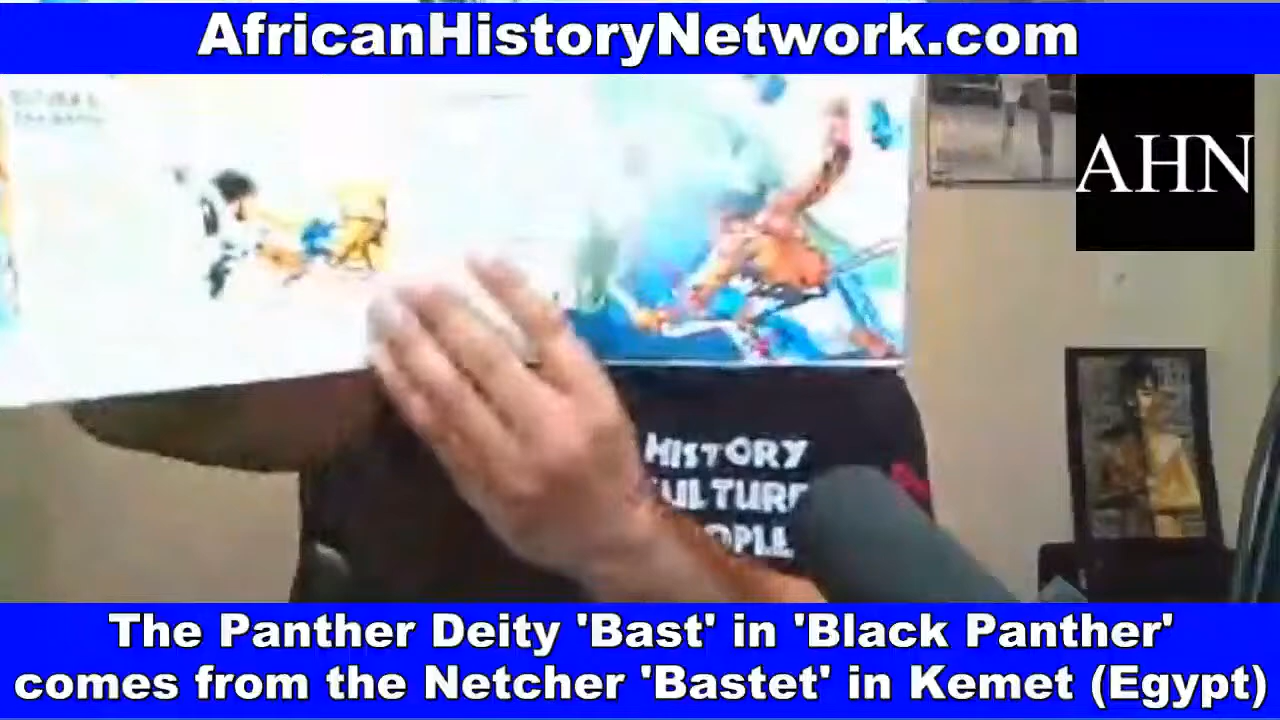 AfricanHistoryNetwork.com
AHN
HISTORY
The Panther Deity 'Bast' in 'Black Panther'
comes from the Netcher 'Bastet' in Kemet (Egypt)